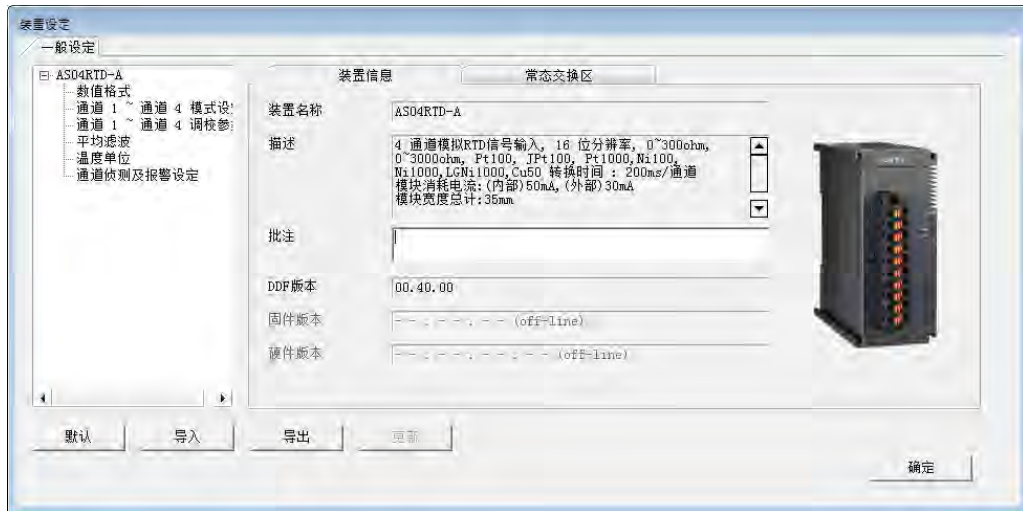 装置设定
一般设定
AS04RTD-A
数值格式
通道 1 ~ 通道 4 模式设
通道 1 ~ 通道 4 调校参
平均滤波
温度单位
通道侦测及报警设定
装置信息
常态交换区
装置名称
AS04RTD-A
描述
4 通道模拟RTD信号输入, 16 位分辨率, 0~300ohm,
0~3000ohm, Pt100, JPt100, Pt1000,Ni100,
Ni1000,LGNi1000,Cu50 转换时间 : 200ms/通道
模块消耗电流:(内部)50mA,(外部)30mA
模块宽度总计:35mm
批注
DDF版本
00.40.00
固件版本
--.--.-- (off-line)
硬件版本
--.--.--.-- (off-line)
默认
导入
导出
更新
确定